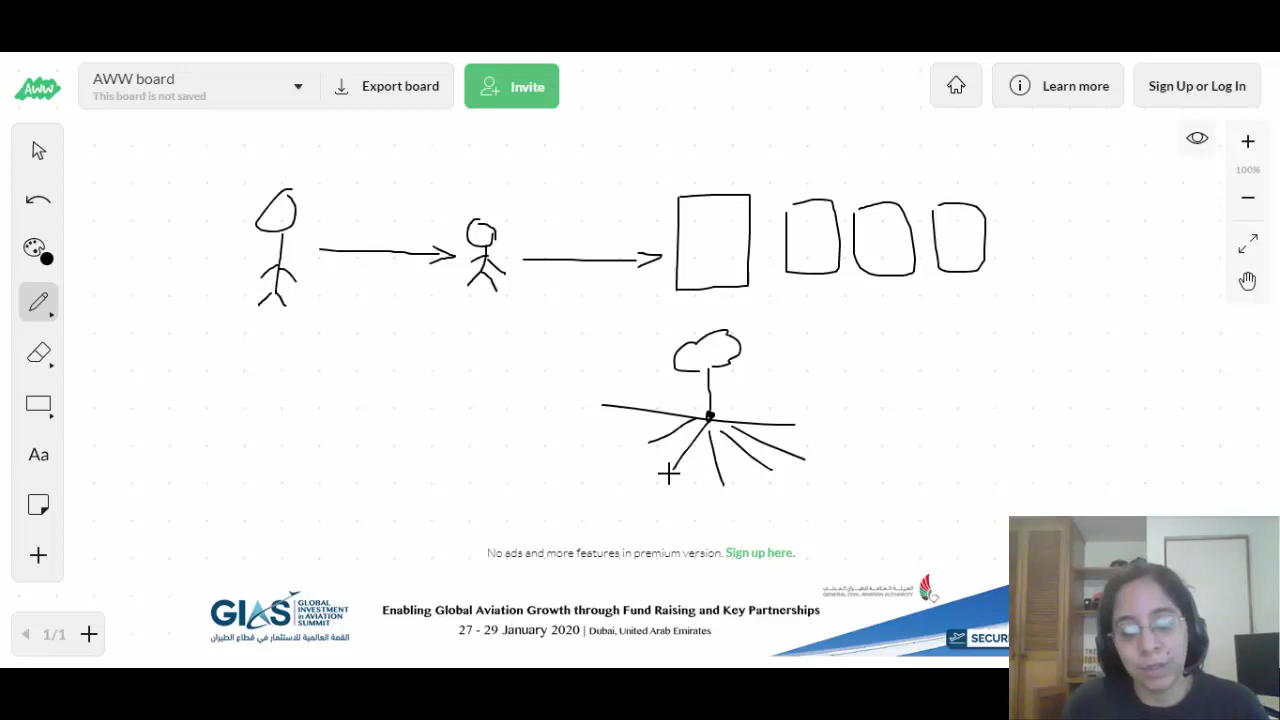 AWW
AWW board
This board is not saved
Export board
Invite
Learn more
Sign Up or Log In
100%
Aa
No ads and more features in premium version. Sign up here.
1/1
GIAS
GLOBAL
INVESTMENT
in AVIATION
SUMMIT
القمة العالمية للاستثمار في قطاع الطيران
Enabling Global Aviation Growth through Fund Raising and Key Partnerships
27 - 29 January 2020 | Dubai, United Arab Emirates
GENERAL CIVIL AVIATION AUTHORITY
SECUR